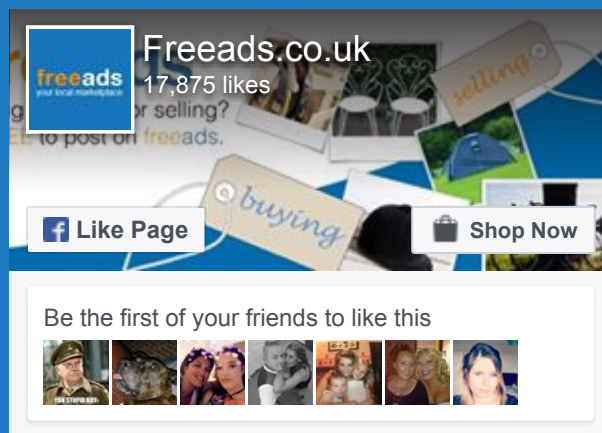 Freeads.co.uk
17,875 likes
freeads
your local marketplace
or selling?
to post on freeads.
selling
buying
Like Page
Shop Now
Be the first of your friends to like this
YOU STUPID BOY